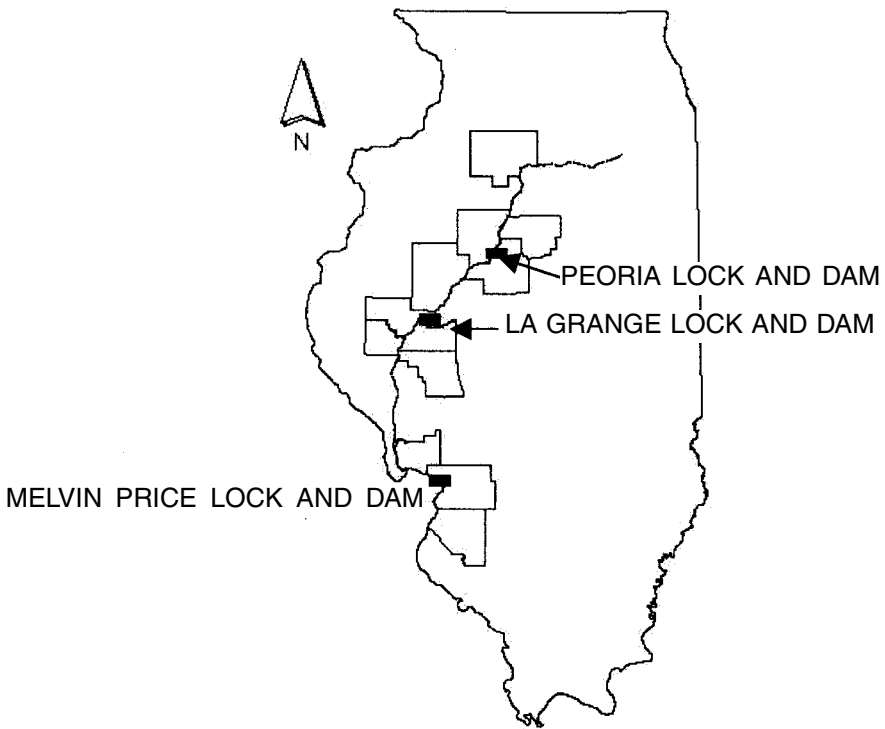 N
PEORIA LOCK AND DAM
LA GRANGE LOCK AND DAM
MELVIN PRICE LOCK AND DAM